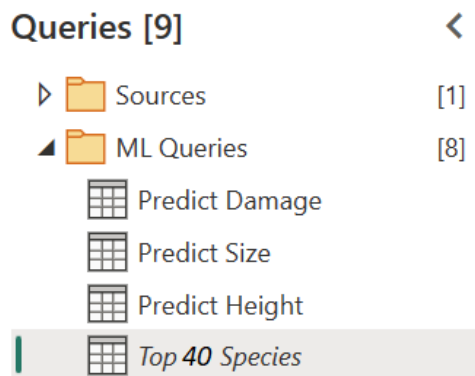 Queries [9]
Sources [1]
ML Queries [8]
Predict Damage
Predict Size
Predict Height
Top 40 Species